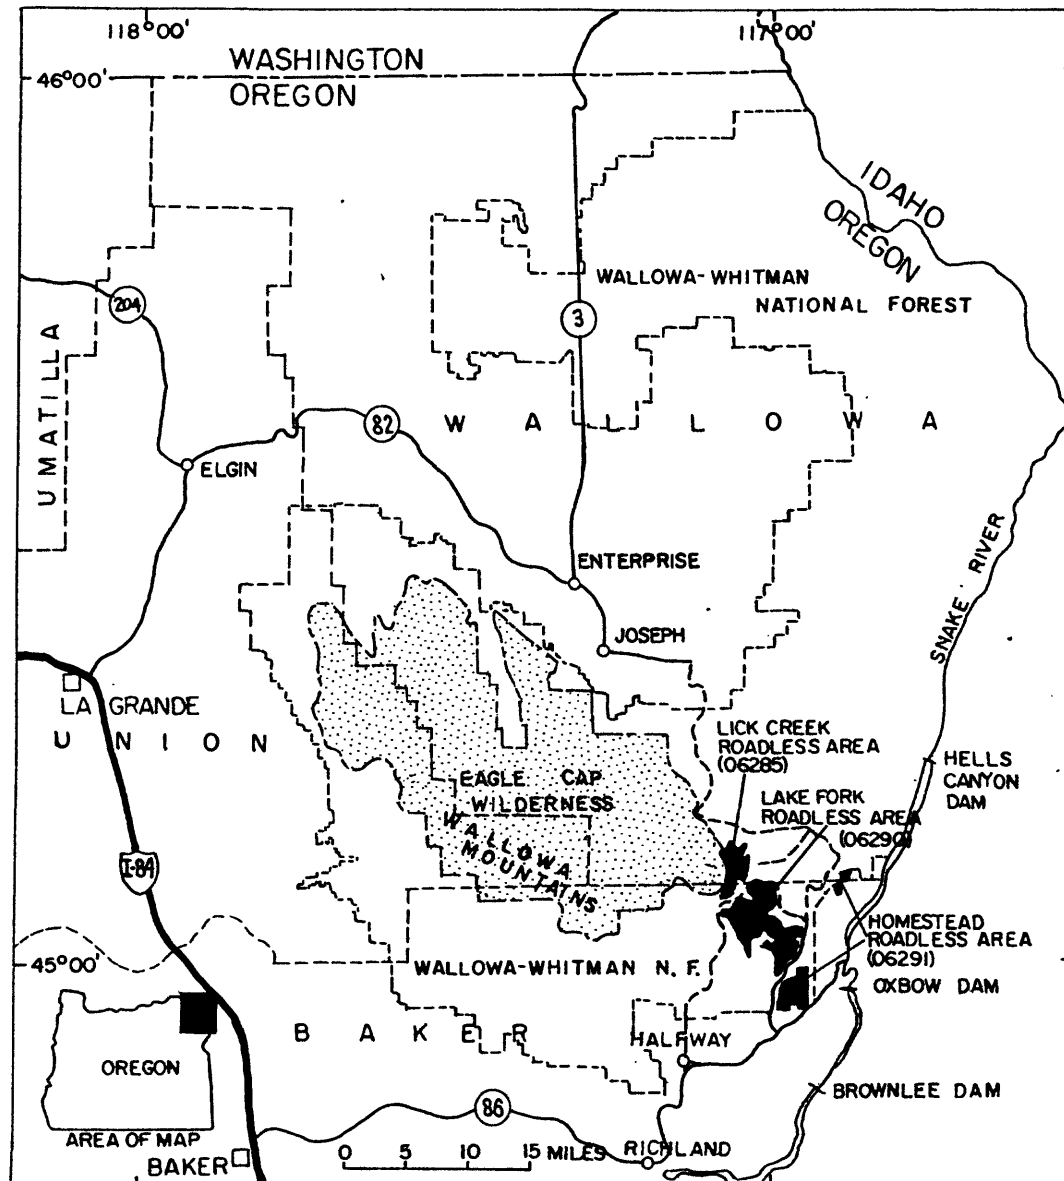 118°00'
117°00'
WASHINGTON
46°00'
OREGON
IDAHO
OREGON
WALLOWA-WHITMAN
NATIONAL FOREST
204
3
UMATILLA
82
WALLOWA
ELGIN
ENTERPRISE
SNAKE RIVER
JOSEPH
LA GRANDE
UNION
LICK CREEK
ROADLESS AREA
(06285)
HELLS
CANYON
DAM
EAGLE CAP
WILDERNESS
LAKE FORK
ROADLESS AREA
(06290)
WALLOWA
MOUNTAINS
I-84
HOMESTEAD
ROADLESS AREA
(06291)
45°00'
WALLOWA-WHITMAN N. F.
OXBOW DAM
BAKER
HALFWAY
OREGON
BROWNLEE DAM
86
AREA OF MAP
BAKER
0 5 10 15 MILES
RICHLAND